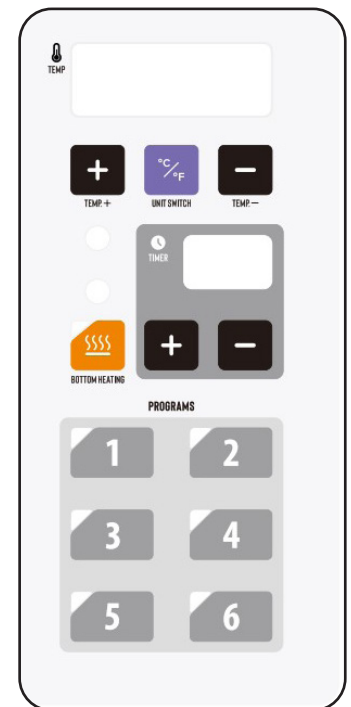 TEMP
+
°C/°F
−
TEMP. +
UNIT SWITCH
TEMP. −
TIMER
+
−
BOTTOM HEATING
PROGRAMS
1
2
3
4
5
6